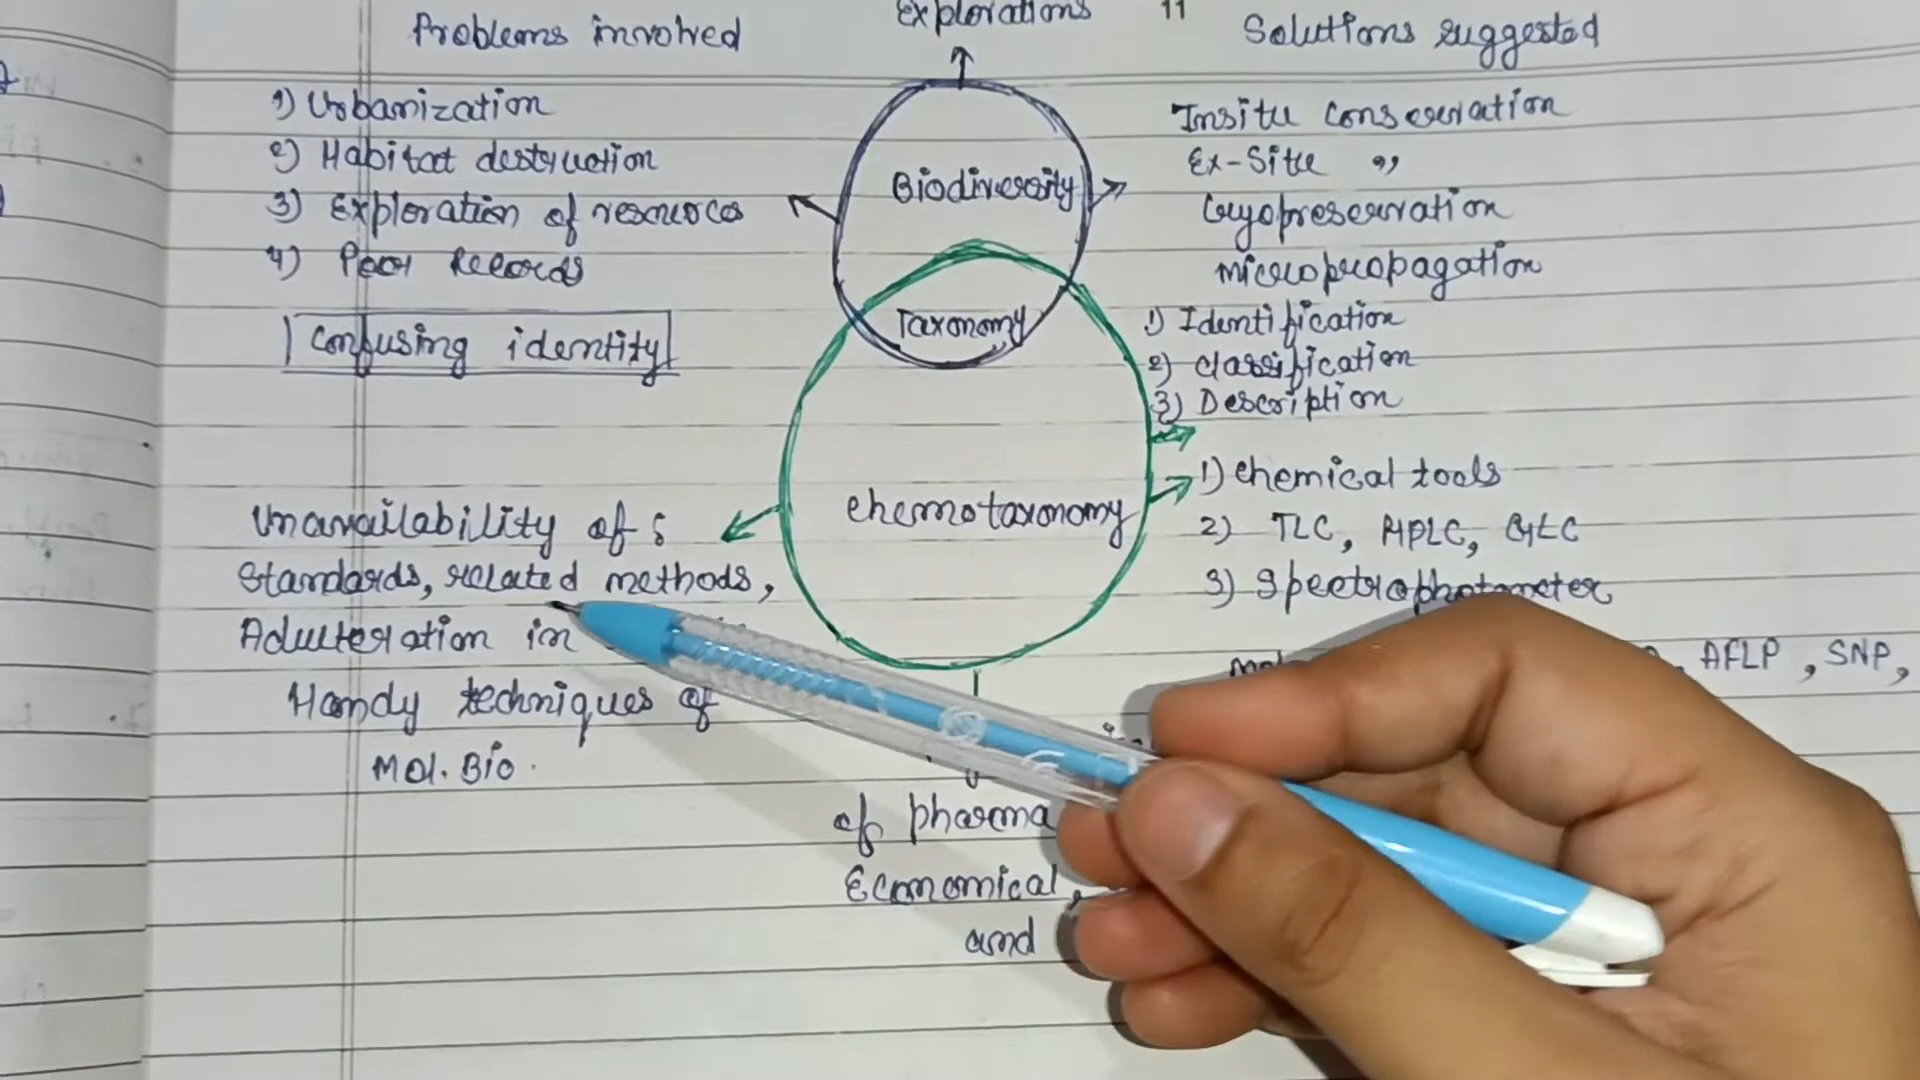 Explorations 11
Problems involved
1) Urbanization
2) Habitat destruction
3) Exploration of resources
4) Poor Records
Confusing identity
Unavailability of :
Standards, related methods,
Adulteration in
Handy techniques of
Mol. Bio.
Biodiversity
Taxonomy
chemotaxonomy
of pharma
Economical,
and
Solutions suggested
Insitu conservation
Ex-Situ ,,
Cryopreservation
micropropagation
1) Identification
2) classification
3) Description
1) chemical tools
2) TLC, HPLC, GLC
3) Spectrophotometer
, AFLP, SNP,